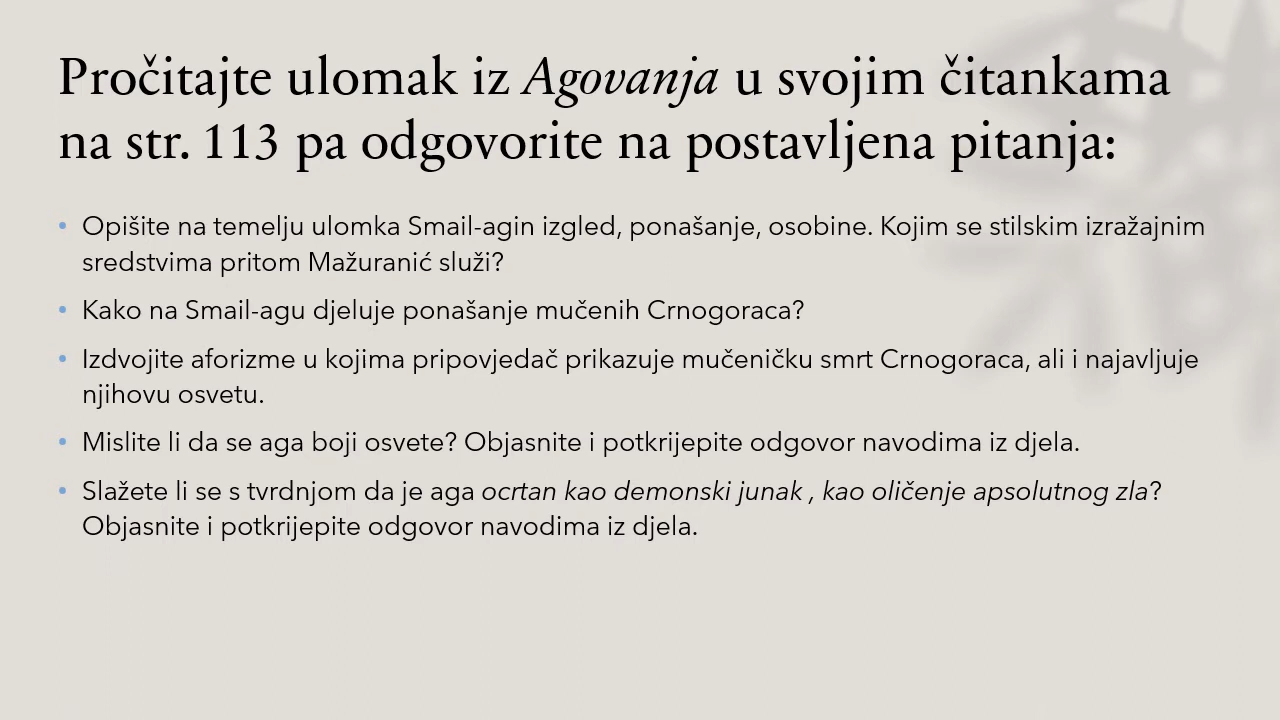 Pročitajte ulomak iz Agovanja u svojim čitankama
na str. 113 pa odgovorite na postavljena pitanja:
• Opišite na temelju ulomka Smail-agin izgled, ponašanje, osobine. Kojim se stilskim izražajnim
sredstvima pritom Mažuranić služi?
• Kako na Smail-agu djeluje ponašanje mučenih Crnogoraca?
• Izdvojite aforizme u kojima pripovjedač prikazuje mučeničku smrt Crnogoraca, ali i najavljuje
njihovu osvetu.
• Mislite li da se aga boji osvete? Objasnite i potkrijepite odgovor navodima iz djela.
• Slažete li se s tvrdnjom da je aga ocrtan kao demonski junak , kao oličenje apsolutnog zla?
Objasnite i potkrijepite odgovor navodima iz djela.